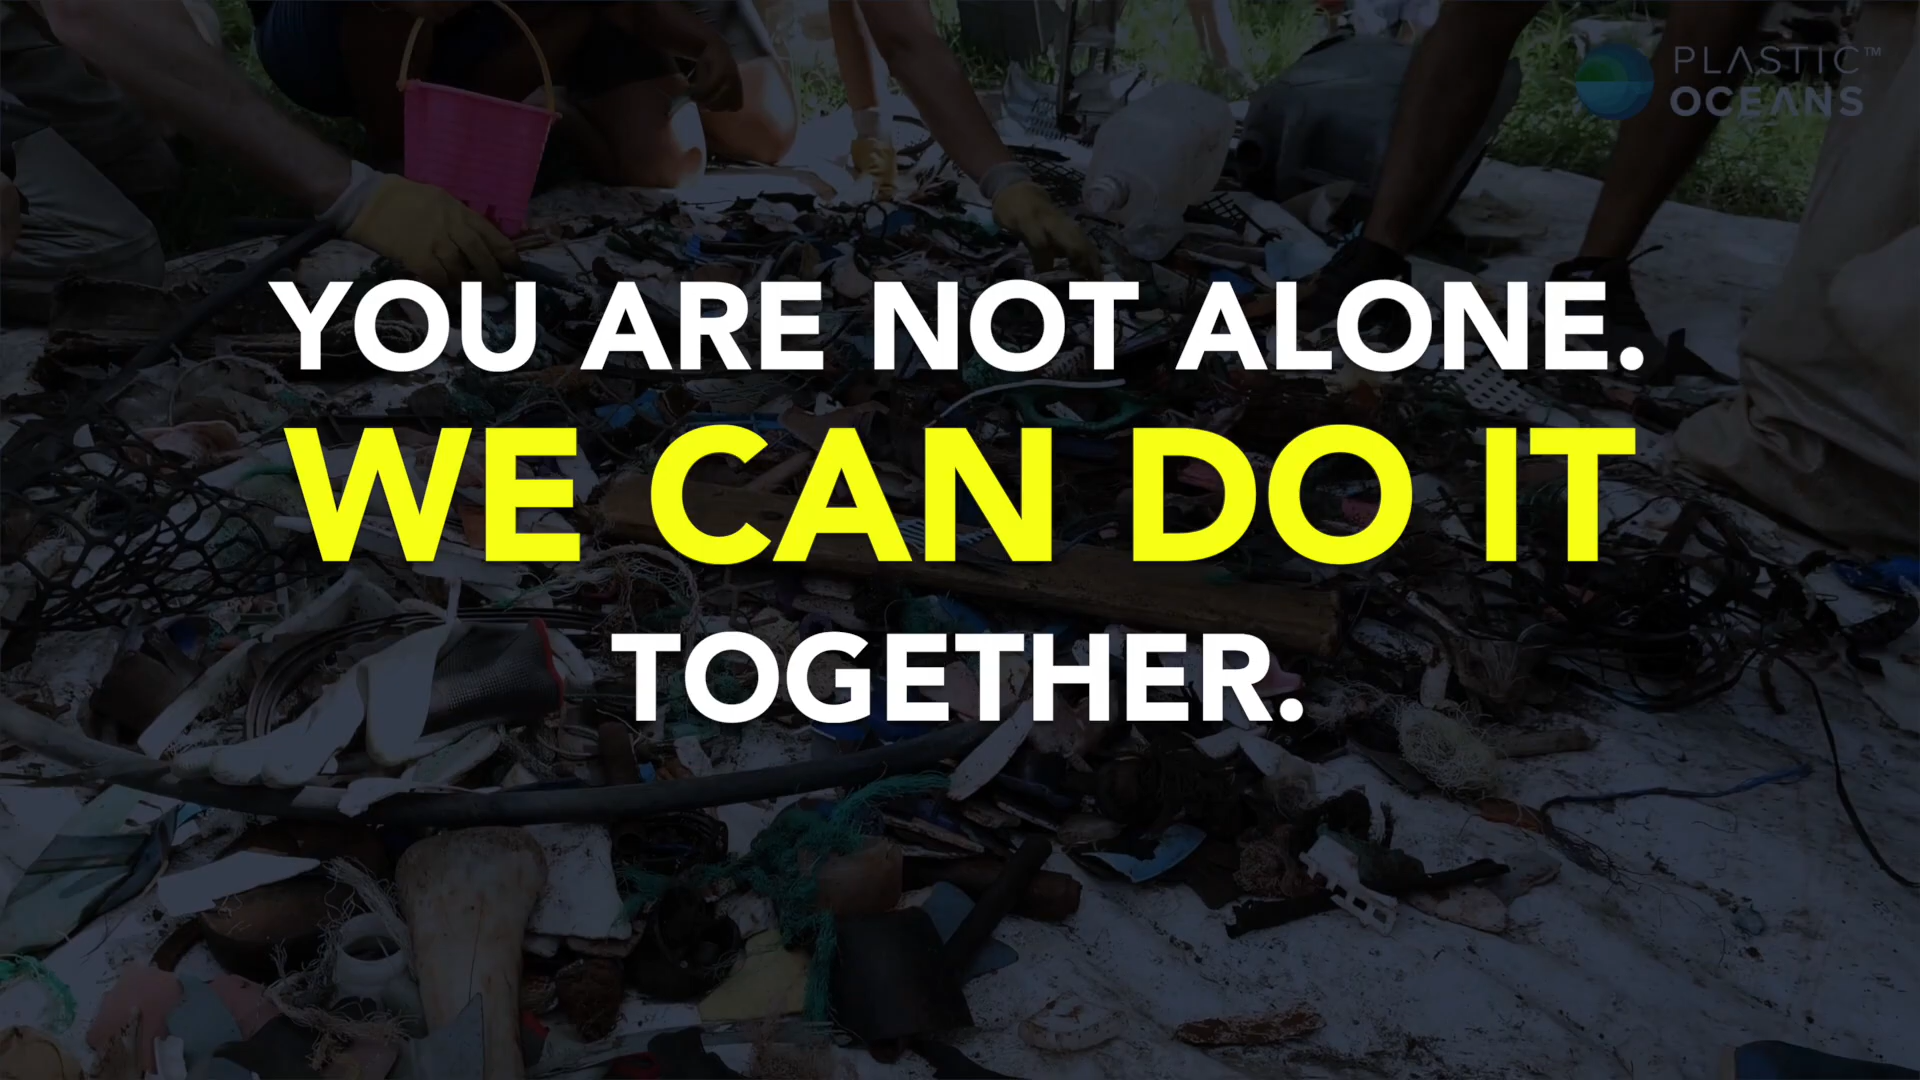 PLASTIC™
OCEANS
YOU ARE NOT ALONE.
WE CAN DO IT
TOGETHER.